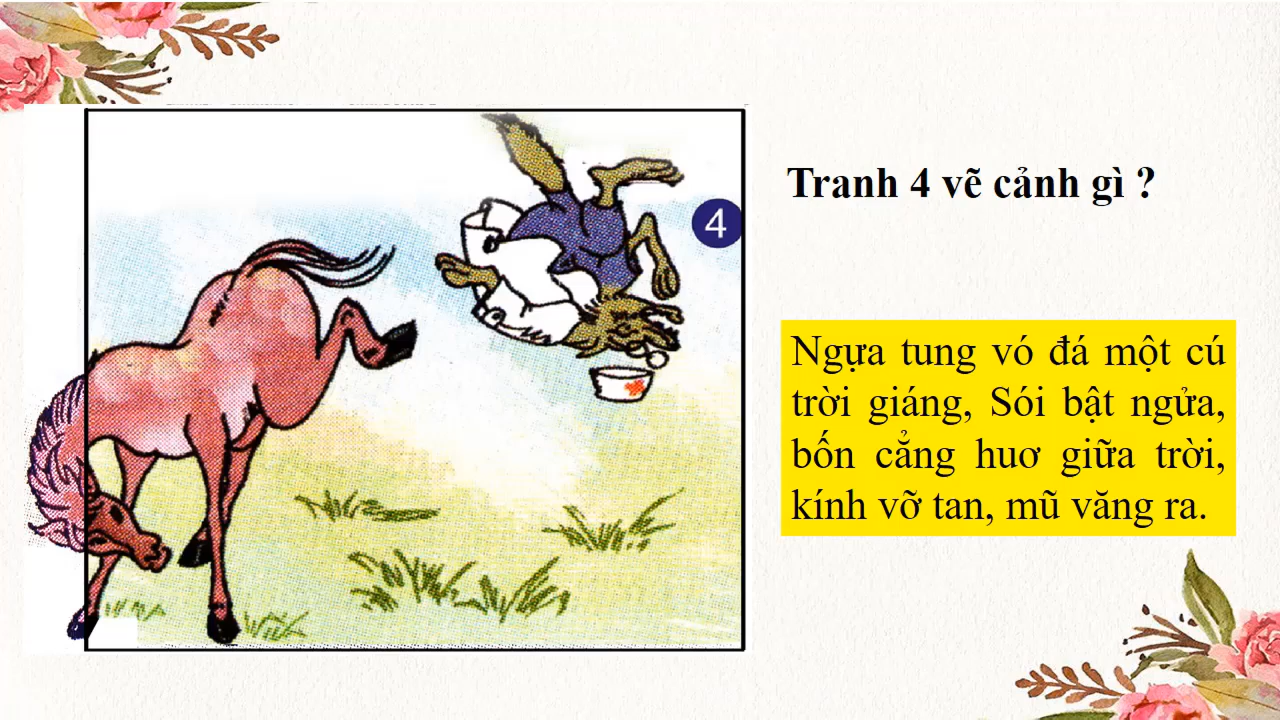 Tranh 4 vẽ cảnh gì ?
4
Ngựa tung vó đá một cú
trời giáng, Sói bật ngửa,
bốn cẳng huơ giữa trời,
kính vỡ tan, mũ văng ra.